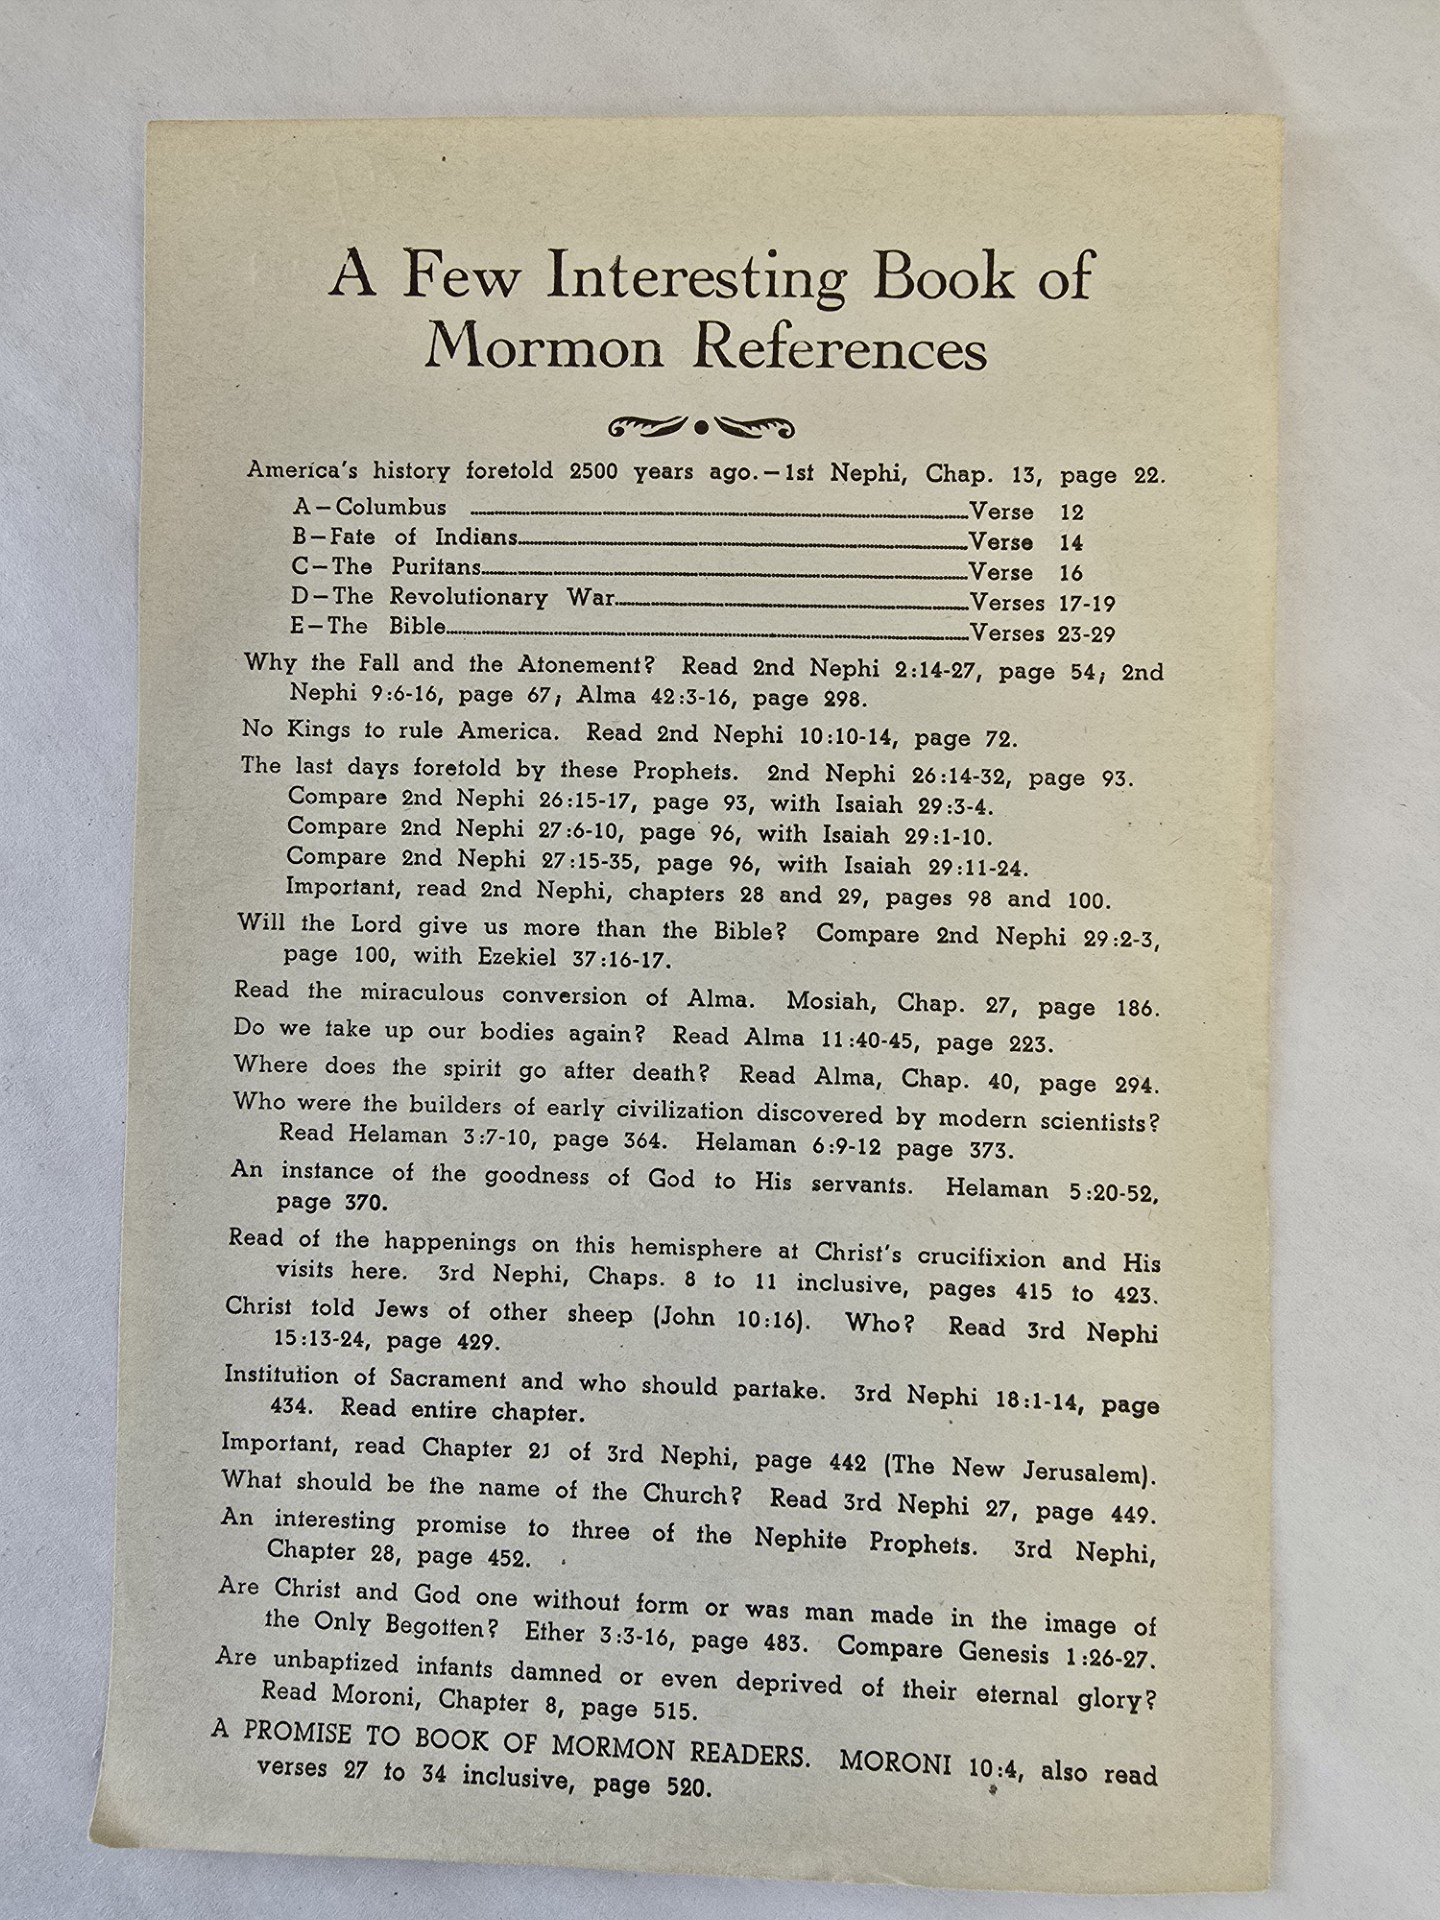 A Few Interesting Book of
Mormon References
America's history foretold 2500 years ago.—1st Nephi, Chap. 13, page 22.
A—Columbus ........ Verse 12
B—Fate of Indians ........ Verse 14
C—The Puritans ........ Verse 16
D—The Revolutionary War ........ Verses 17-19
E—The Bible ........ Verses 23-29
Why the Fall and the Atonement? Read 2nd Nephi 2:14-27, page 54; 2nd
Nephi 9:6-16, page 67; Alma 42:3-16, page 298.
No Kings to rule America. Read 2nd Nephi 10:10-14, page 72.
The last days foretold by these Prophets. 2nd Nephi 26:14-32, page 93.
Compare 2nd Nephi 26:15-17, page 93, with Isaiah 29:3-4.
Compare 2nd Nephi 27:6-10, page 96, with Isaiah 29:1-10.
Compare 2nd Nephi 27:15-35, page 96, with Isaiah 29:11-24.
Important, read 2nd Nephi, chapters 28 and 29, pages 98 and 100.
Will the Lord give us more than the Bible? Compare 2nd Nephi 29:2-3,
page 100, with Ezekiel 37:16-17.
Read the miraculous conversion of Alma. Mosiah, Chap. 27, page 186.
Do we take up our bodies again? Read Alma 11:40-45, page 223.
Where does the spirit go after death? Read Alma, Chap. 40, page 294.
Who were the builders of early civilization discovered by modern scientists?
Read Helaman 3:7-10, page 364. Helaman 6:9-12 page 373.
An instance of the goodness of God to His servants. Helaman 5:20-52,
page 370.
Read of the happenings on this hemisphere at Christ's crucifixion and His
visits here. 3rd Nephi, Chaps. 8 to 11 inclusive, pages 415 to 423.
Christ told Jews of other sheep (John 10:16). Who? Read 3rd Nephi
15:13-24, page 429.
Institution of Sacrament and who should partake. 3rd Nephi 18:1-14, page
434. Read entire chapter.
Important, read Chapter 21 of 3rd Nephi, page 442 (The New Jerusalem).
What should be the name of the Church? Read 3rd Nephi 27, page 449.
An interesting promise to three of the Nephite Prophets. 3rd Nephi,
Chapter 28, page 452.
Are Christ and God one without form or was man made in the image of
the Only Begotten? Ether 3:3-16, page 483. Compare Genesis 1:26-27.
Are unbaptized infants damned or even deprived of their eternal glory?
Read Moroni, Chapter 8, page 515.
A PROMISE TO BOOK OF MORMON READERS. MORONI 10:4, also read
verses 27 to 34 inclusive, page 520.